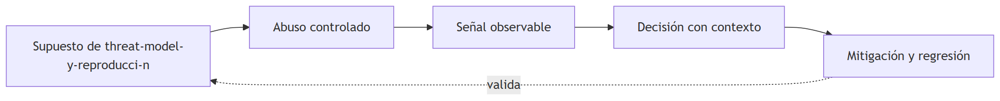 Supuesto de threat-model-
y-reproducci-n
Abuso controlado
Señal observable
Decisión con contexto
Mitigación y regresión
valida